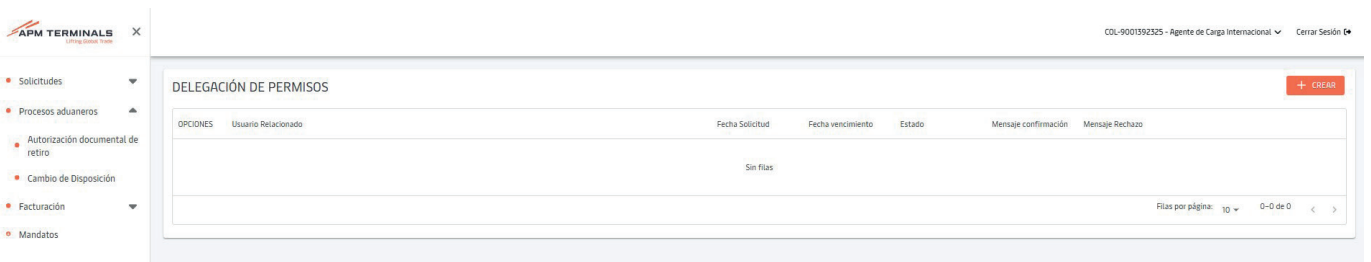 APM TERMINALS
Lifting Global Trade
COL-9001392325 - Agente de Carga Internacional
Cerrar Sesión
Solicitudes
Procesos aduaneros
Autorización documental de
retiro
Cambio de Disposición
Facturación
Mandatos
DELEGACIÓN DE PERMISOS
+ CREAR
OPCIONES Usuario Relacionado Fecha Solicitud Fecha vencimiento Estado Mensaje confirmación Mensaje Rechazo
Sin filas
Filas por página: 10 0–0 de 0